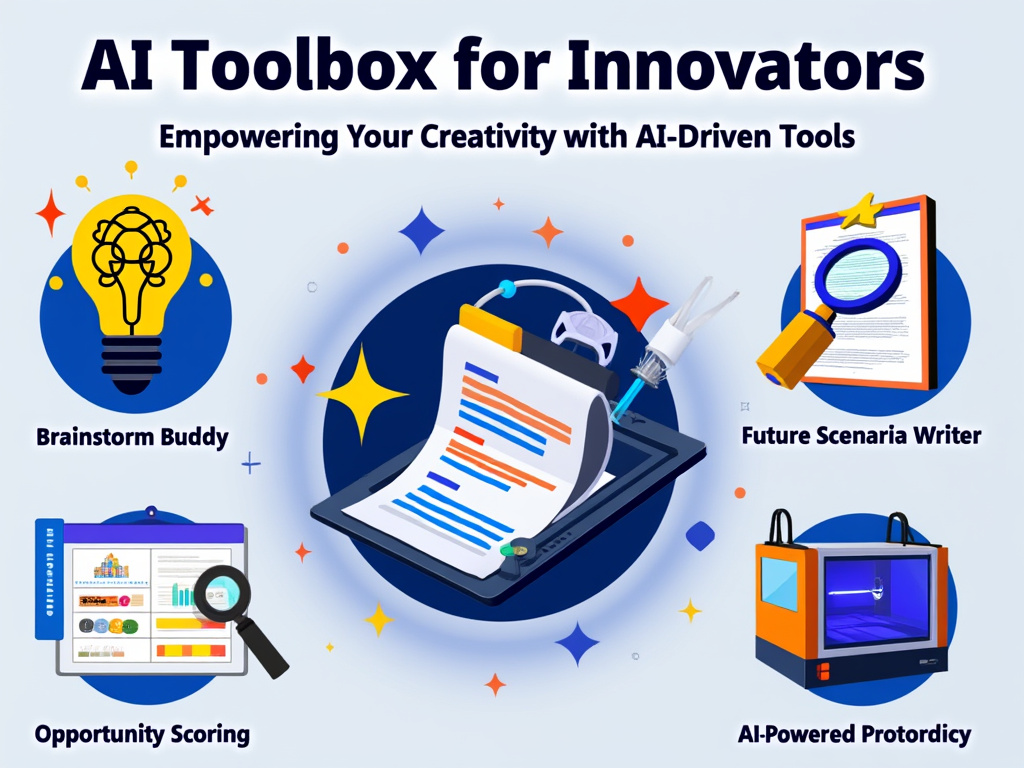 AI Toolbox for Innovators
Empowering Your Creativity with AI-Driven Tools
Brainstorm Buddy
Future Scenaria Writer
Opportunity Scoring
AI-Powered Protordicy